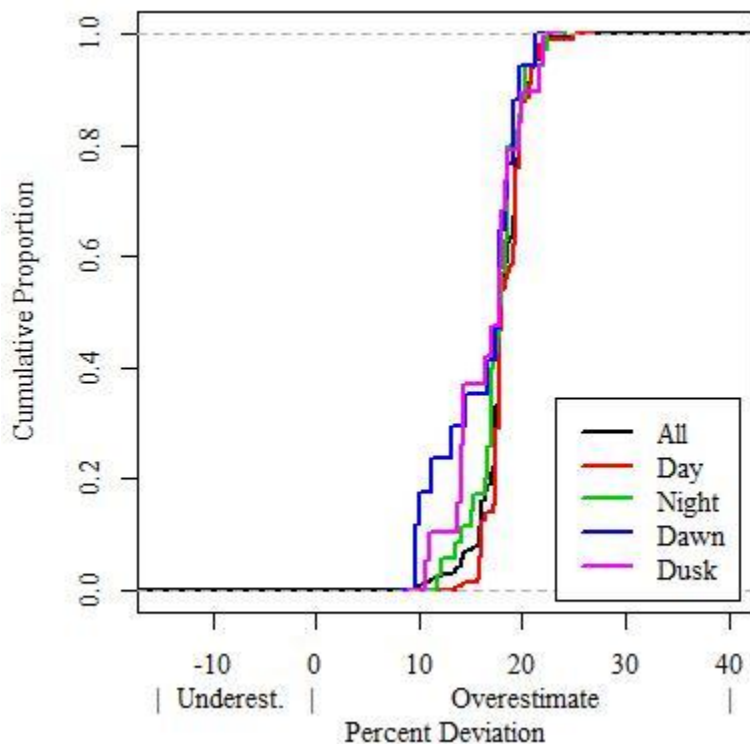 Cumulative Proportion
1.0
0.8
0.6
0.4
0.2
0.0
All
Day
Night
Dawn
Dusk
-10 0 10 20 30 40
| Underest. | Overestimate |
Percent Deviation